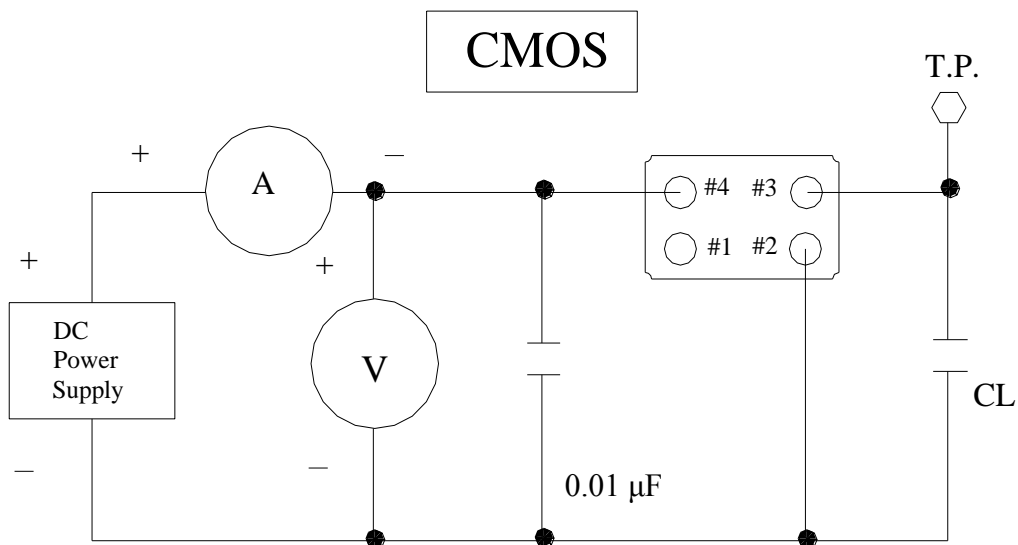 CMOS
T.P.
+
A
−
#4 #3
#1 #2
+
+
DC
Power
Supply
V
CL
−
−
0.01 µF